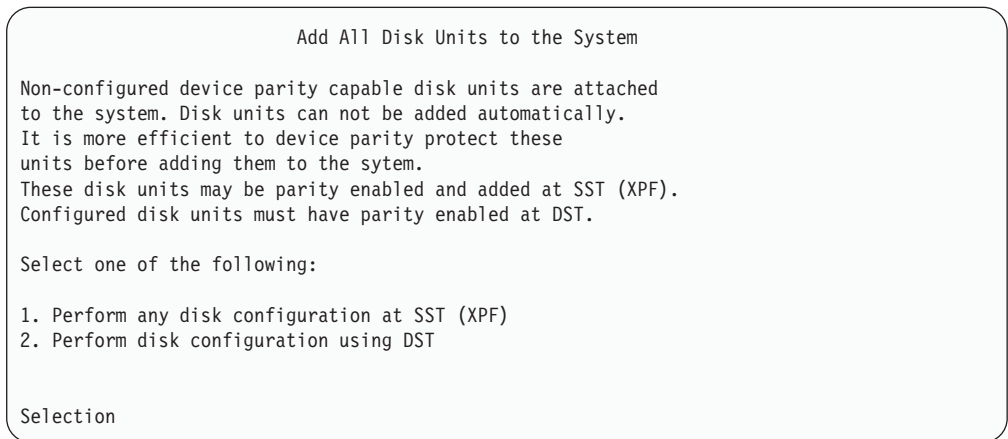 Add All Disk Units to the System
Non-configured device parity capable disk units are attached
to the system. Disk units can not be added automatically.
It is more efficient to device parity protect these
units before adding them to the sytem.
These disk units may be parity enabled and added at SST (XPF).
Configured disk units must have parity enabled at DST.
Select one of the following:
1. Perform any disk configuration at SST (XPF)
2. Perform disk configuration using DST
Selection